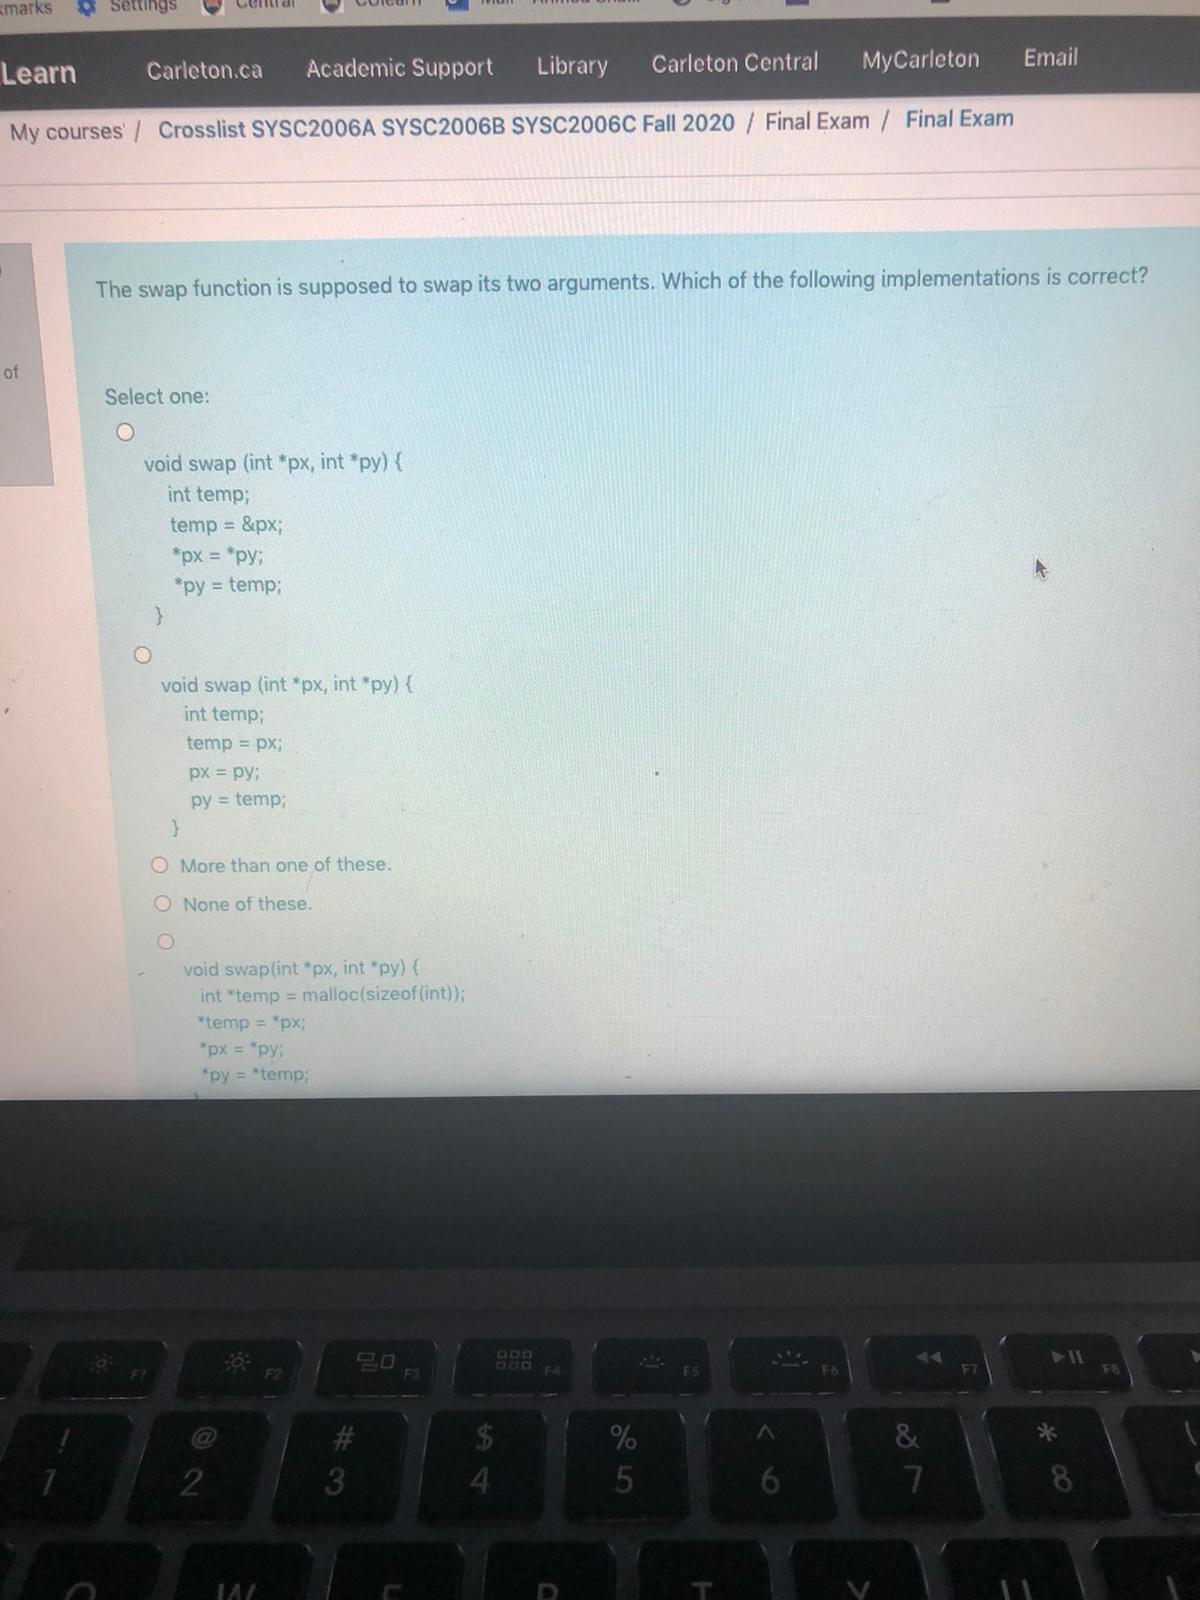 Settings
Central
Learn Carleton.ca Academic Support Library Carleton Central MyCarleton Email
My courses / Crosslist SYSC2006A SYSC2006B SYSC2006C Fall 2020 / Final Exam / Final Exam
The swap function is supposed to swap its two arguments. Which of the following implementations is correct?
of
Select one:
void swap (int *px, int *py) {
int temp;
temp = &px;
*px = *py;
*py = temp;
}
void swap (int *px, int *py) {
int temp;
temp = px;
px = py;
py = temp;
}
More than one of these.
None of these.
void swap(int *px, int *py) {
int *temp = malloc(sizeof(int));
*temp = *px;
*px = *py;
*py = *temp;
F1 F2 F3 F4 F5 F6 F7 F8
! @ # $ % ^ & *
1 2 3 4 5 6 7 8